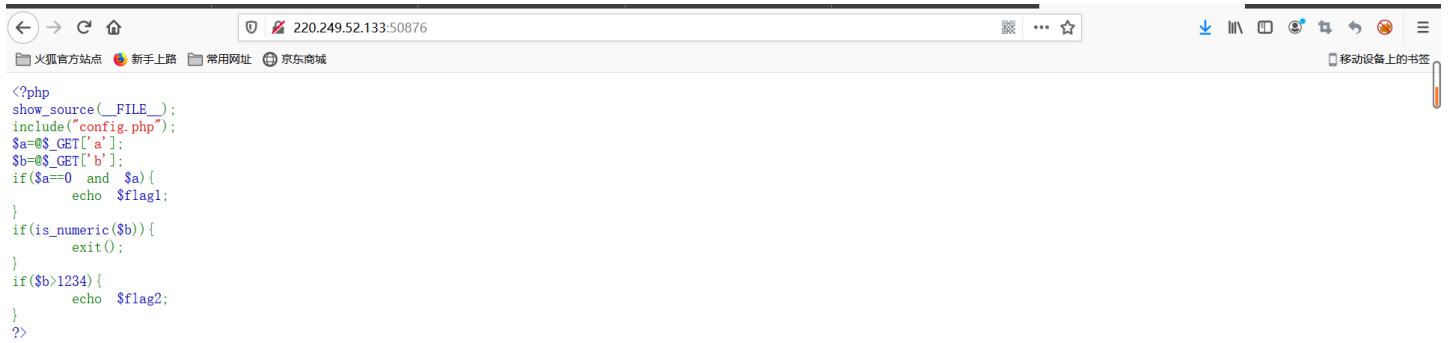 220.249.52.133:50876
火狐官方站点 新手上路 常用网址 京东商城 移动设备上的书签
<?php
show_source(__FILE__);
include("config.php");
$a=@$_GET['a'];
$b=@$_GET['b'];
if($a==0 and $a){
echo $flag1;
}
if(is_numeric($b)){
exit();
}
if($b>1234){
echo $flag2;
}
?>